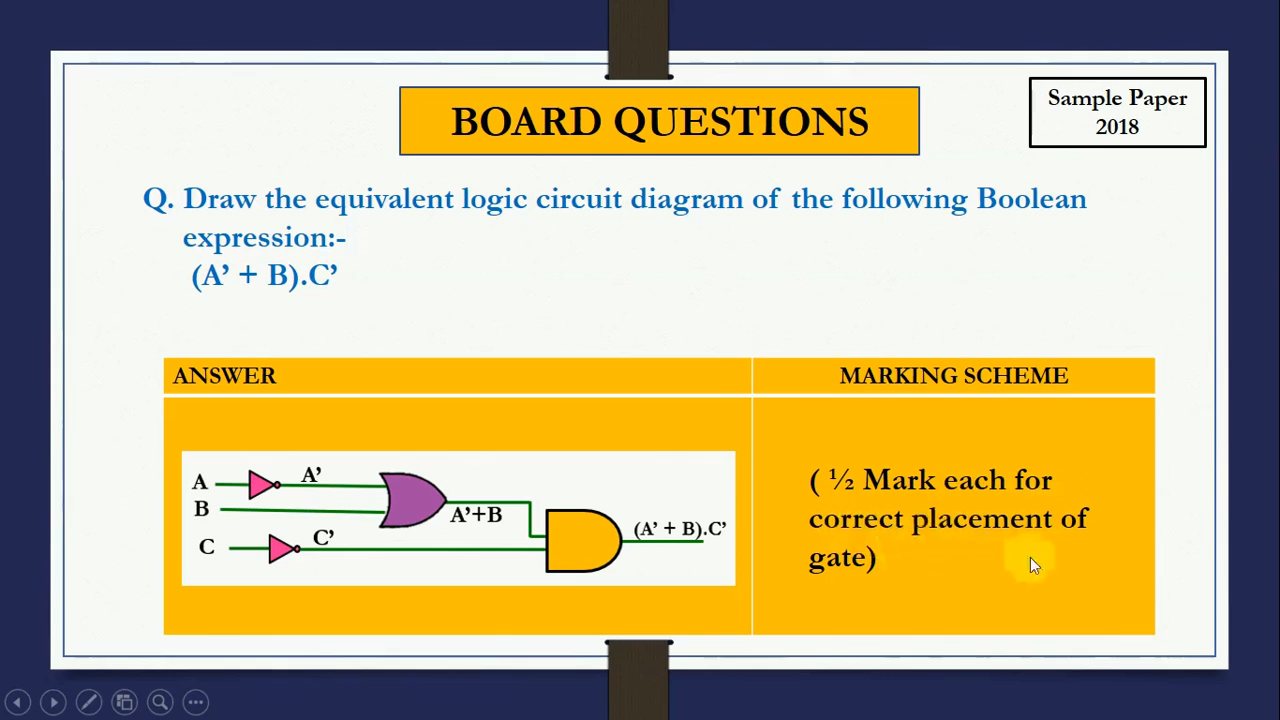 BOARD QUESTIONS
Sample Paper
2018
Q. Draw the equivalent logic circuit diagram of the following Boolean
expression:-
(A’ + B).C’
ANSWER
MARKING SCHEME
A
A’
B
A’+B
C
C’
(A’ + B).C’
( ½ Mark each for
correct placement of
gate)